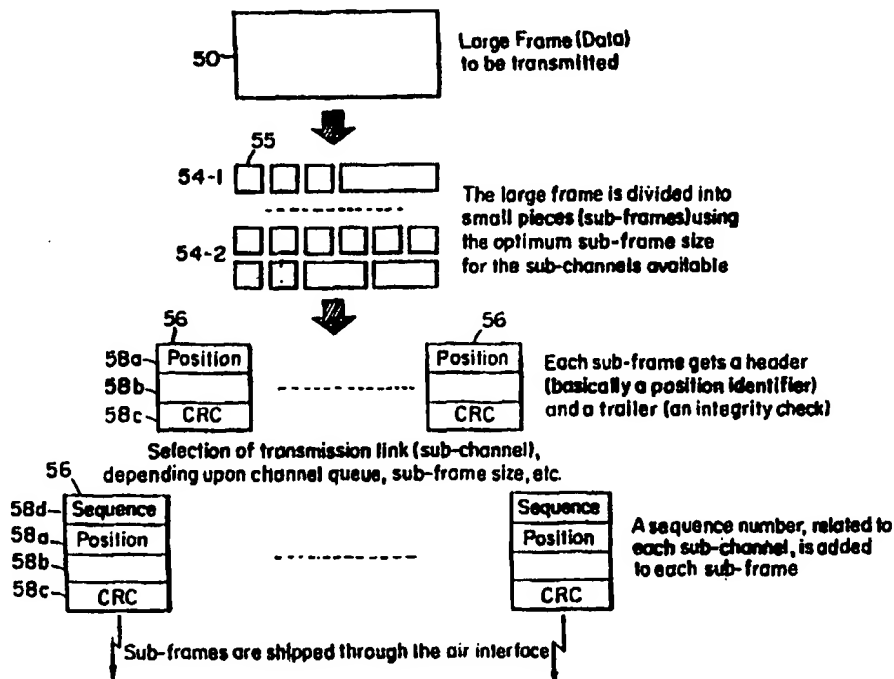 50
Large Frame (Data)
to be transmitted
55
54-1
54-2
The large frame is divided into
small pieces (sub-frames) using
the optimum sub-frame size
for the sub-channels available
56
56
58a
Position
Position
58b
58c
CRC
CRC
Each sub-frame gets a header
(basically a position identifier)
and a trailer (an integrity check)
Selection of transmission link (sub-channel),
depending upon channel queue, sub-frame size, etc.
56
58d
Sequence
Sequence
58a
Position
Position
58b
58c
CRC
CRC
A sequence number, related to
each sub-channel, is added
to each sub-frame
Sub-frames are shipped through the air interface